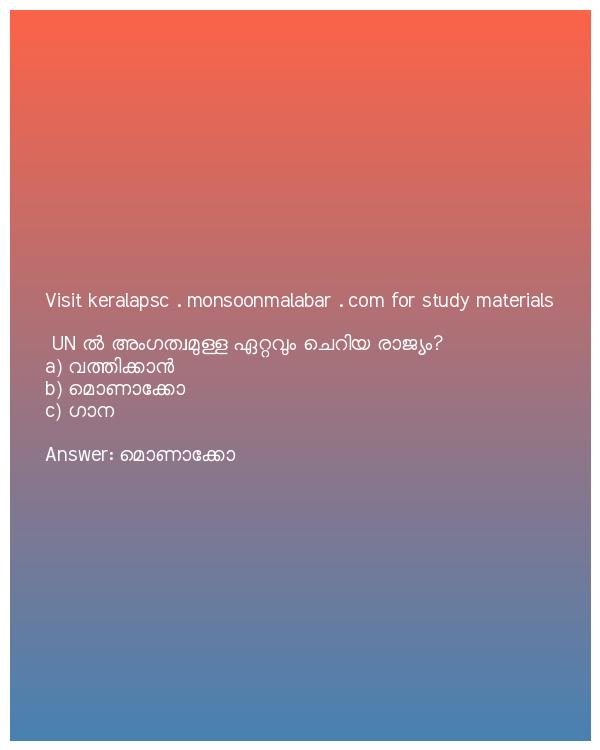 Visit keralapsc . monsoonmalabar . com for study materials
UN ൽ അംഗത്വമുള്ള ഏറ്റവും ചെറിയ രാജ്യം?
a) വത്തിക്കാൻ
b) മൊണാക്കോ
c) ഗാന
Answer: മൊണാക്കോ